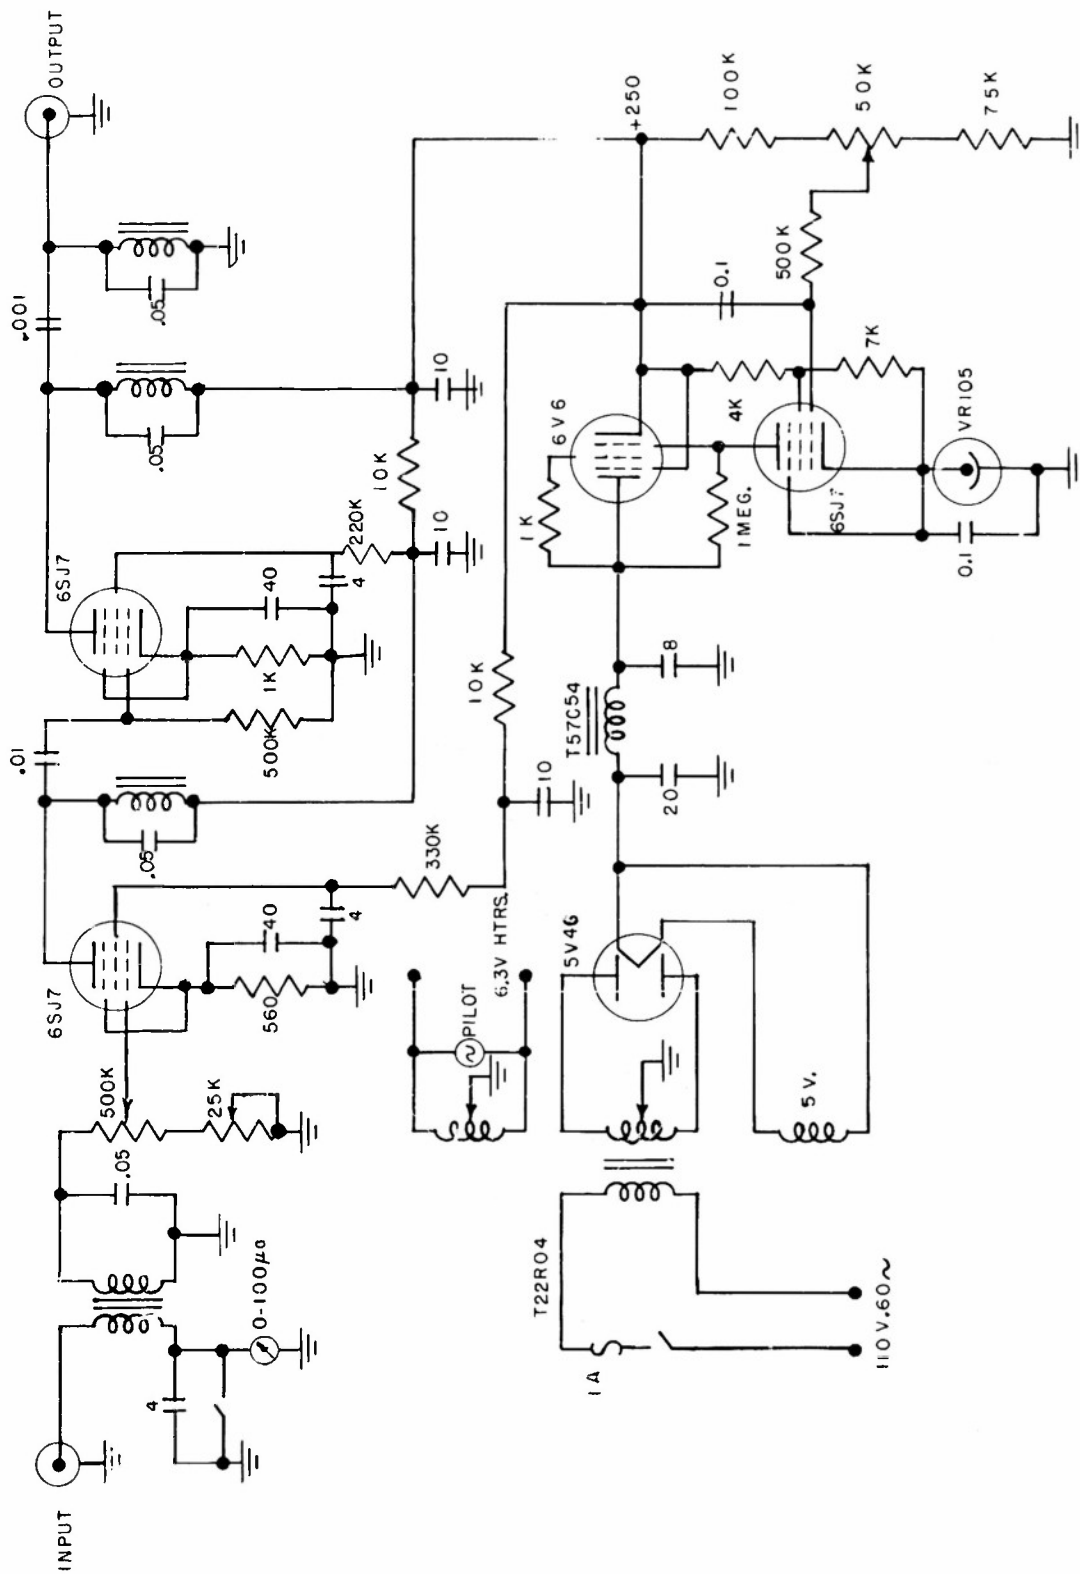 INPUT
4
0-100µa
.05
500K
25K
6SJ7
560
40
4
330K
.05
.01
6SJ7
500K
1K
40
4
220K
10K
10
10
.05
.001
.05
OUTPUT
10K
10
6.3V HTRS.
PILOT
110V.60~
1A
T22R04
5V.
5V4G
20
T57C54
8
1K
6V6
1MEG.
4K
6SJ7
0.1
VR105
7K
0.1
500K
+250
100K
50K
75K